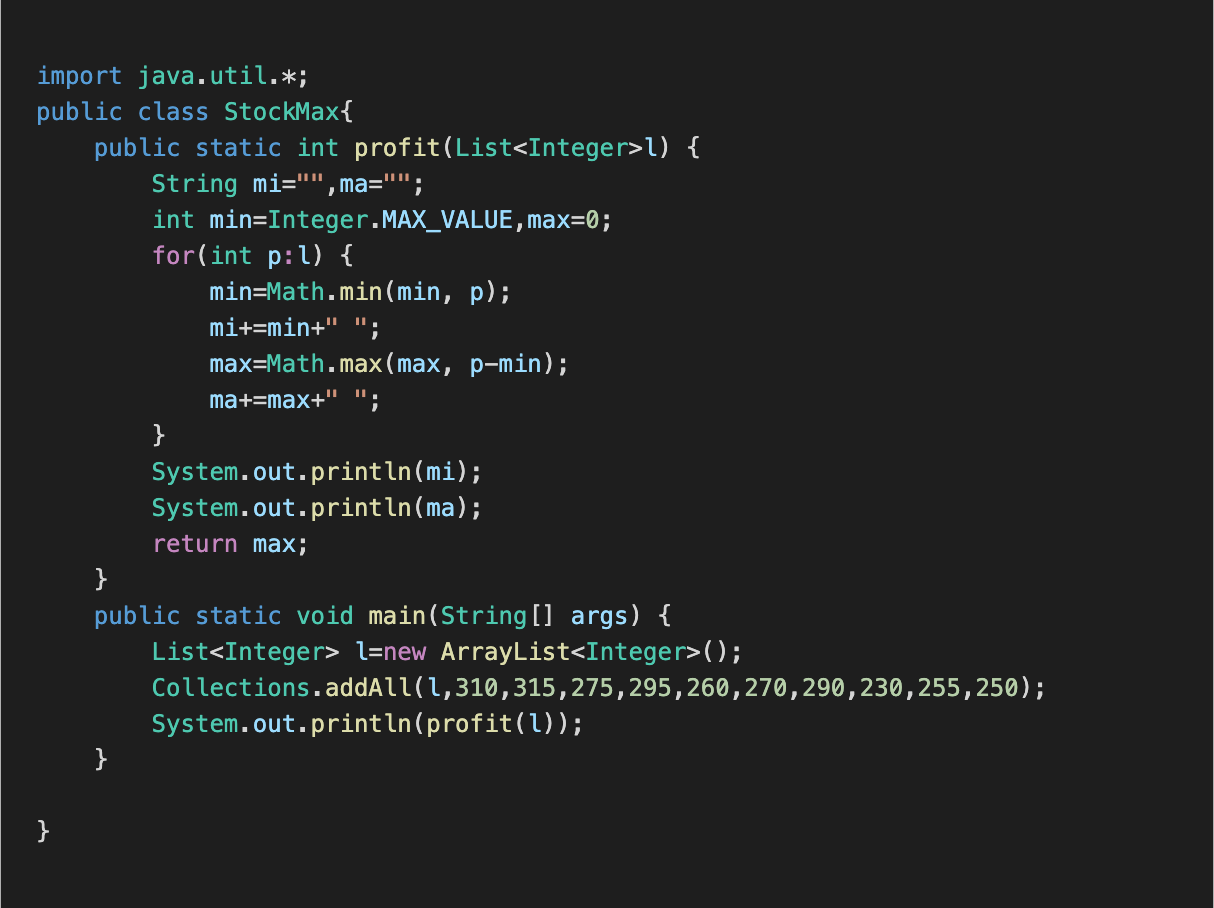 import java.util.*;
public class StockMax{
    public static int profit(List<Integer>l) {
        String mi="",ma="";
        int min=Integer.MAX_VALUE,max=0;
        for(int p:l) {
            min=Math.min(min, p);
            mi+=min+" ";
            max=Math.max(max, p-min);
            ma+=max+" ";
        }
        System.out.println(mi);
        System.out.println(ma);
        return max;
    }
    public static void main(String[] args) {
        List<Integer> l=new ArrayList<Integer>();
        Collections.addAll(l,310,315,275,295,260,270,290,230,255,250);
        System.out.println(profit(l));
    }
}